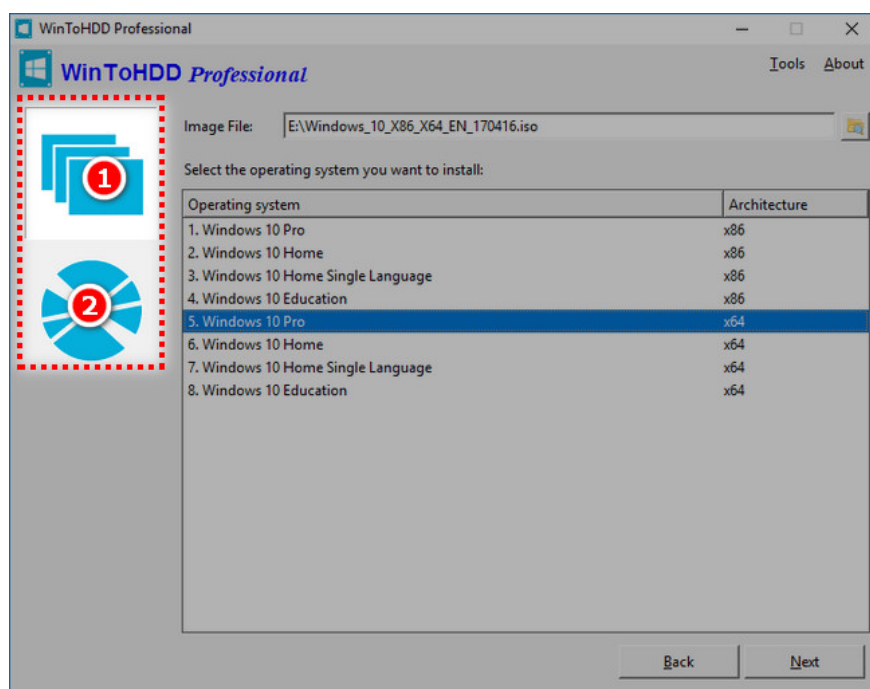 WinToHDD Professional
WinToHDD Professional
Tools About
Image File: E:\Windows_10_X86_X64_EN_170416.iso
Select the operating system you want to install:
Operating system Architecture
1. Windows 10 Pro x86
2. Windows 10 Home x86
3. Windows 10 Home Single Language x86
4. Windows 10 Education x86
5. Windows 10 Pro x64
6. Windows 10 Home x64
7. Windows 10 Home Single Language x64
8. Windows 10 Education x64
1
2
Back Next